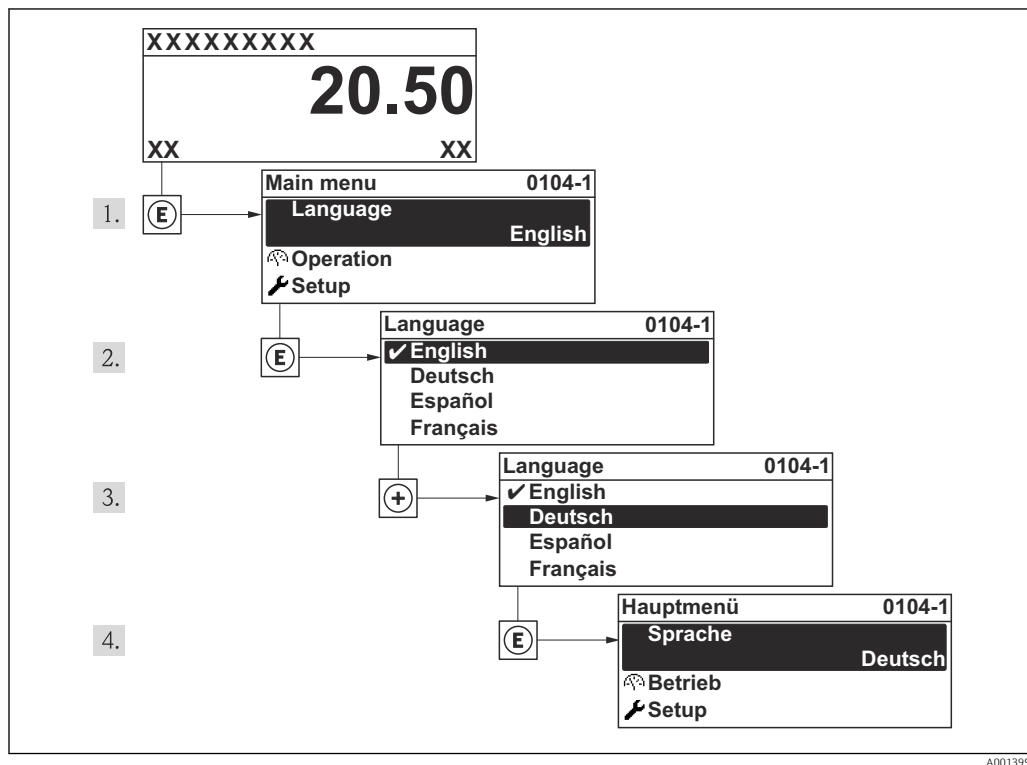 XXXXXXXXX
20.50
XX XX
1. E
Main menu 0104-1
Language
English
Operation
Setup
2. E
Language 0104-1
✔English
Deutsch
Español
Français
3. +
Language 0104-1
✔English
Deutsch
Español
Français
4. E
Hauptmenü 0104-1
Sprache
Deutsch
Betrieb
Setup